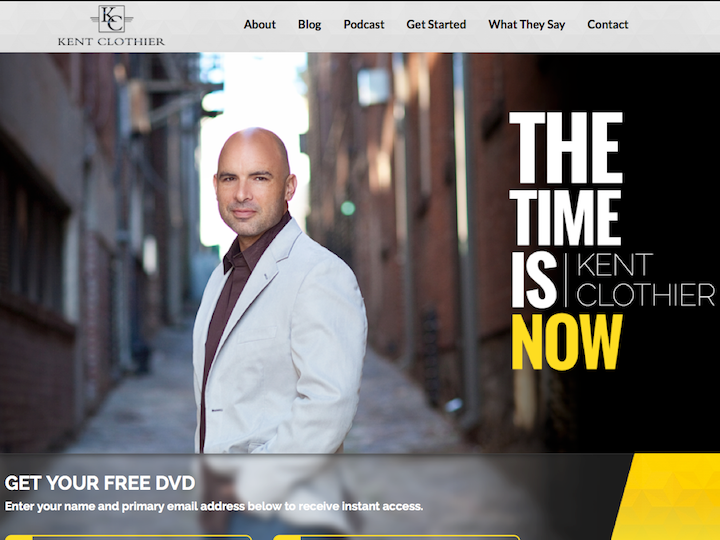 KC
KENT CLOTHIER
About Blog Podcast Get Started What They Say Contact
THE
TIME
IS KENT
CLOTHIER
NOW
GET YOUR FREE DVD
Enter your name and primary email address below to receive instant access.